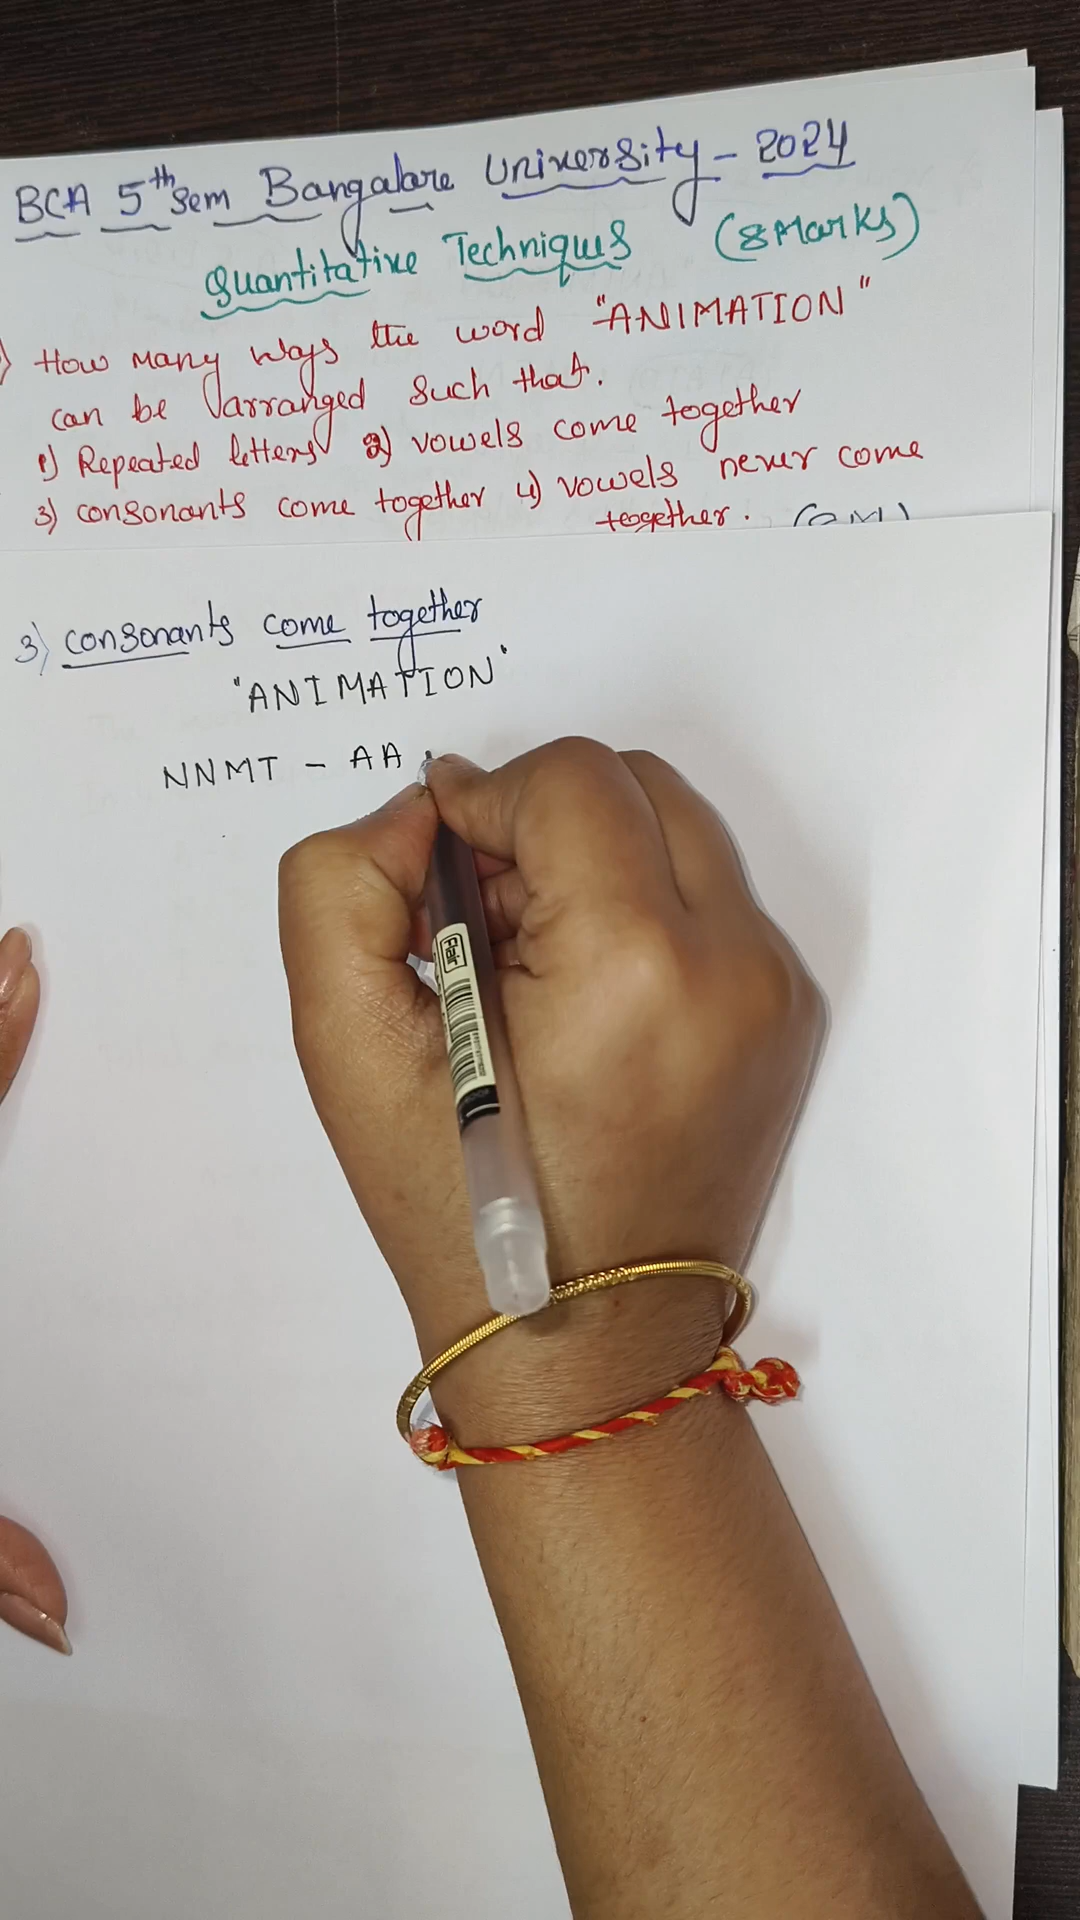 BCA 5th Sem Bangalore University - 2024
Quantitative Techniques (8 Marks)
How many ways the word "ANIMATION"
can be arranged such that.
1) Repeated letters 2) vowels come together
3) consonants come together 4) vowels never come
together.
3) consonants come together
"ANIMATION"
NNMT - AA
Flair